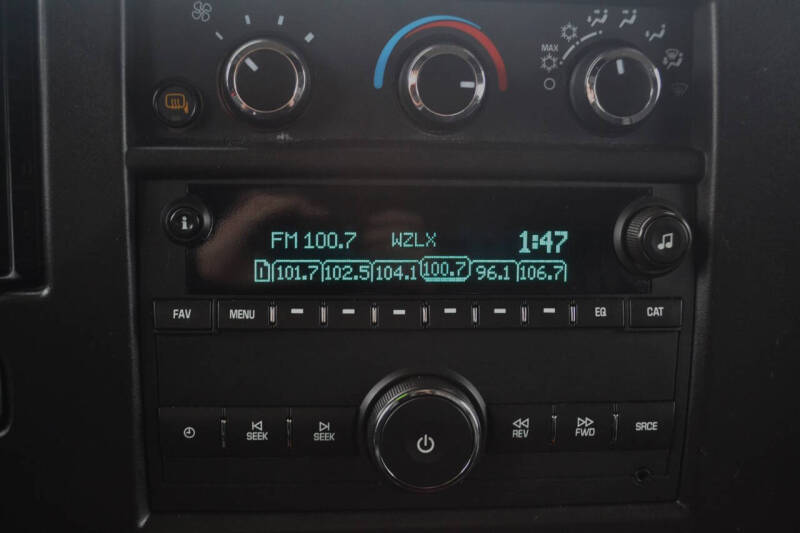 MAX
FM 100.7 WZLX 1:47
1 101.7 102.5 104.1 100.7 96.1 106.7
FAV MENU EQ CAT
SEEK SEEK REV FWD SRCE